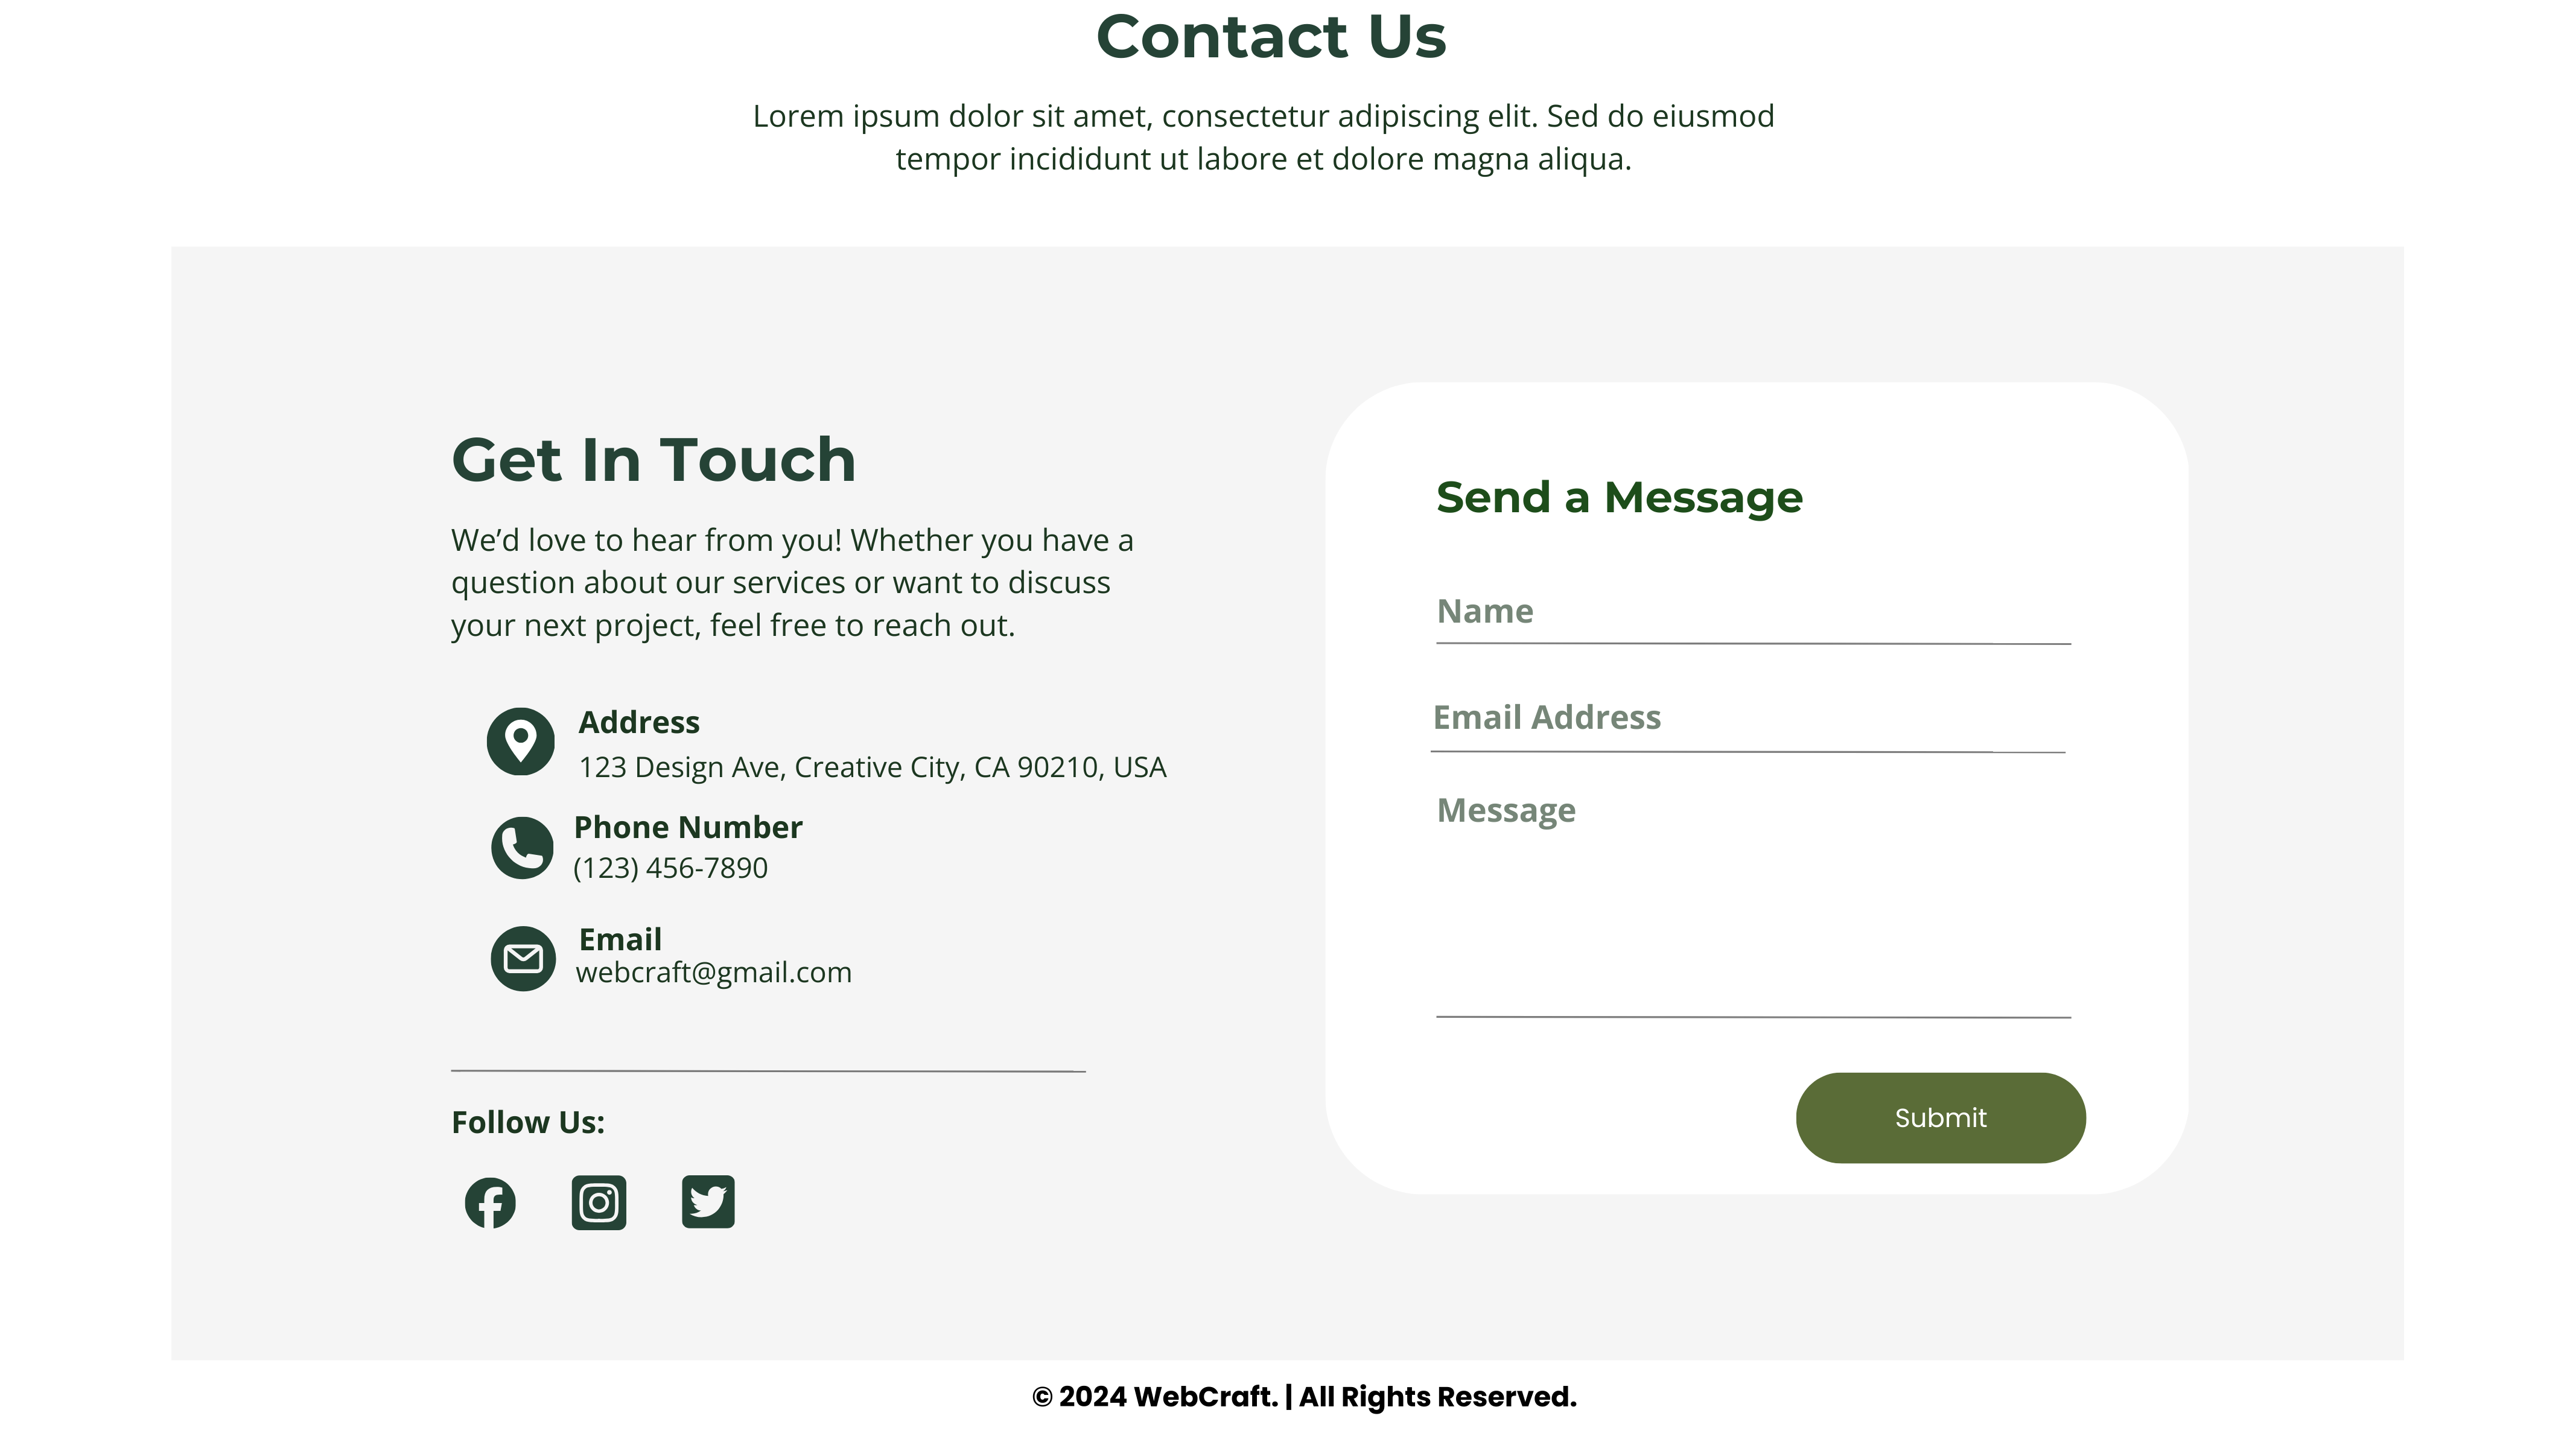 Contact Us
Lorem ipsum dolor sit amet, consectetur adipiscing elit. Sed do eiusmod
tempor incididunt ut labore et dolore magna aliqua.
Get In Touch
We’d love to hear from you! Whether you have a
question about our services or want to discuss
your next project, feel free to reach out.
Address
123 Design Ave, Creative City, CA 90210, USA
Phone Number
(123) 456-7890
Email
webcraft@gmail.com
Follow Us:
Send a Message
Name
Email Address
Message
Submit
© 2024 WebCraft. | All Rights Reserved.